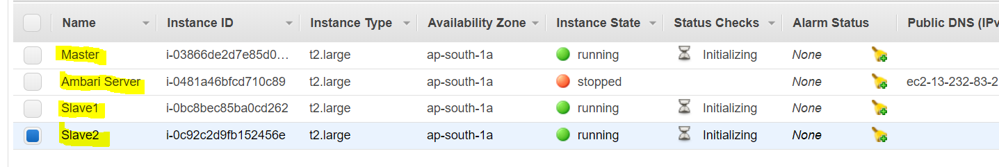 Name Instance ID Instance Type Availability Zone Instance State Status Checks Alarm Status Public DNS (IPv
Master i-03866de2d7e85d0… t2.large ap-south-1a running Initializing None
Ambari Server i-0481a46bfcd710c89 t2.large ap-south-1a stopped None ec2-13-232-83-2
Slave1 i-0bc8bec85ba0cd262 t2.large ap-south-1a running Initializing None
Slave2 i-0c92c2d9fb152456e t2.large ap-south-1a running Initializing None